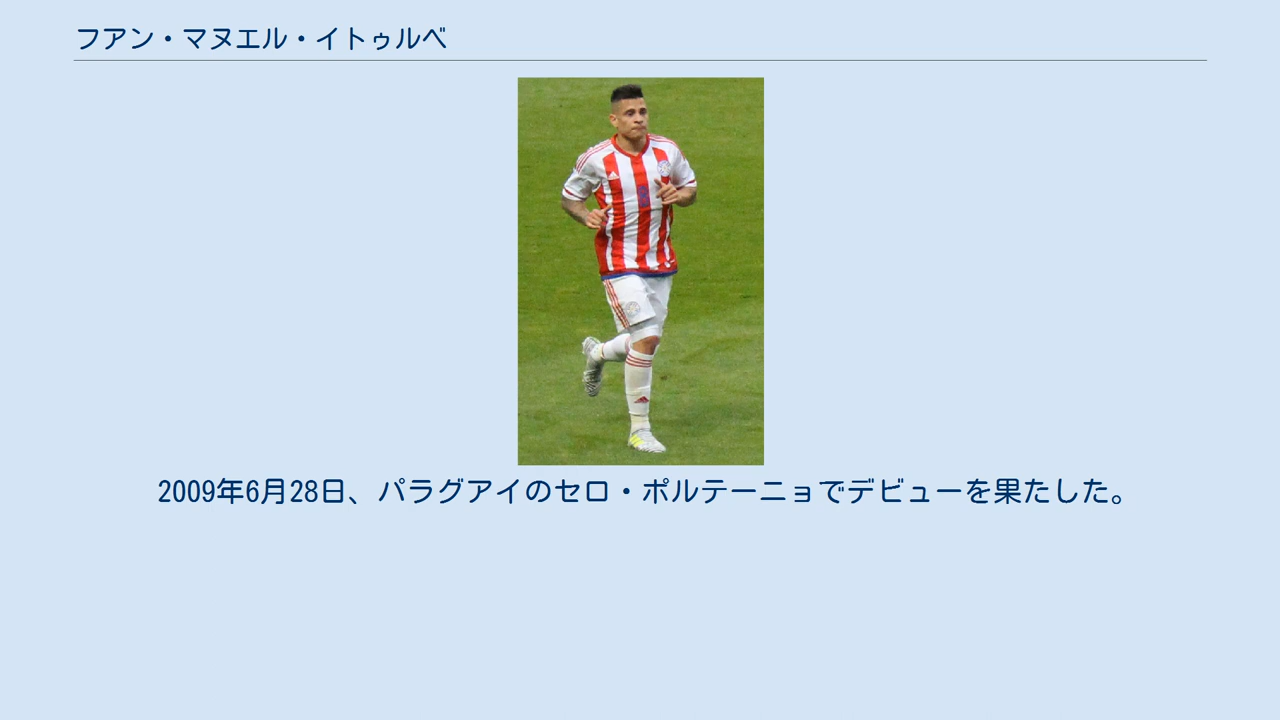 フアン・マヌエル・イトゥルベ
2009年6月28日、パラグアイのセロ・ポルテーニョでデビューを果たした。